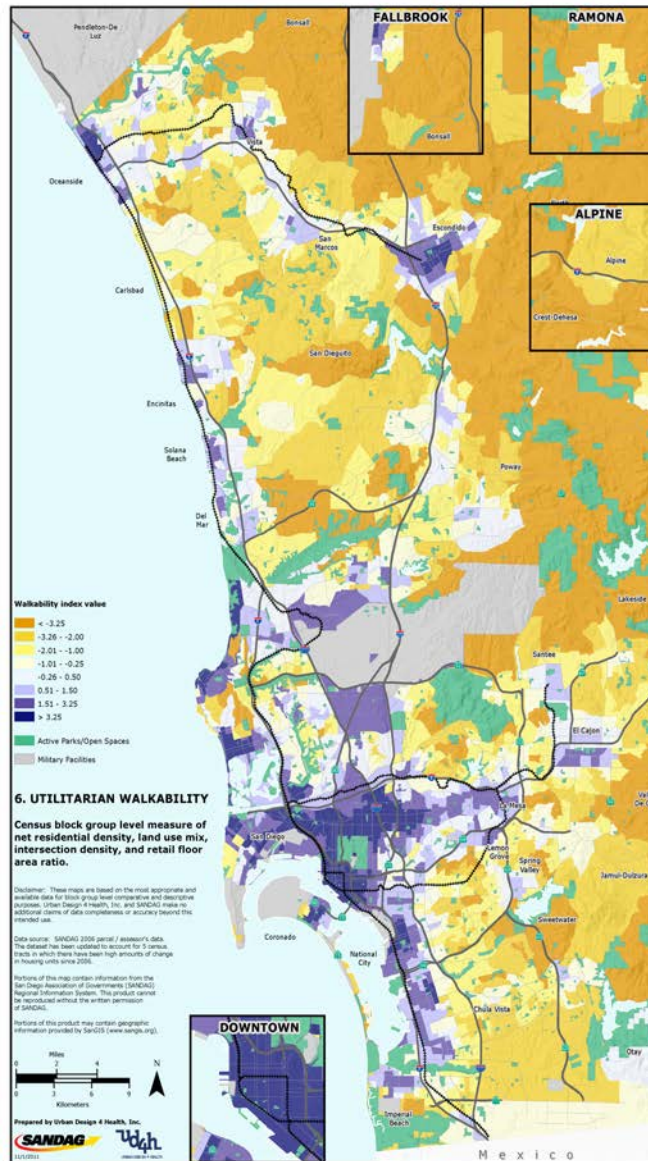 FALLBROOK
RAMONA
Pendleton-De
Luz
Bonsall
Bonsall
Oceanside
Vista
ALPINE
San
Marcos
Escondido
Alpine
Carlsbad
Crest-Dehesa
San Dieguito
Encinitas
Solana
Beach
Poway
Del
Mar
Walkability index value
< -3.25
-3.26 - -2.00
-2.01 - -1.00
-1.01 - -0.25
-0.26 - 0.50
0.51 - 1.50
1.51 - 3.25
> 3.25
Active Parks/Open Spaces
Military Facilities
Lakeside
Santee
El Cajon
6. UTILITARIAN WALKABILITY
Census block group level measure of
net residential density, land use mix,
intersection density, and retail floor
area ratio.
La Mesa
San Diego
Lemon
Grove
Spring
Valley
Jamul-Dulzura
Disclaimer: These maps are based on the most appropriate and
available data for block group level comparative and descriptive
purposes. Urban Design 4 Health, Inc. and SANDAG make no
additional claims of data completeness or accuracy beyond this
intended use.
Sweetwater
Coronado
National
City
Data source: SANDAG 2006 parcel / assessor's data.
The dataset has been updated to account for 5 census
tracts in which there have been high amounts of change
in housing units since 2006.
Portions of this map contain information from the
San Diego Association of Governments (SANDAG)
Regional Information System. This product cannot
be reproduced without the written permission
of SANDAG.
Chula Vista
Portions of this product may contain geographic
information provided by SanGIS (www.sangis.org).
DOWNTOWN
Otay
Miles
0 2 4
N
0 3 6 9
Kilometers
Imperial
Beach
Prepared by Urban Design 4 Health, Inc.
SANDAG
ud4h
11/1/2011
Mexico